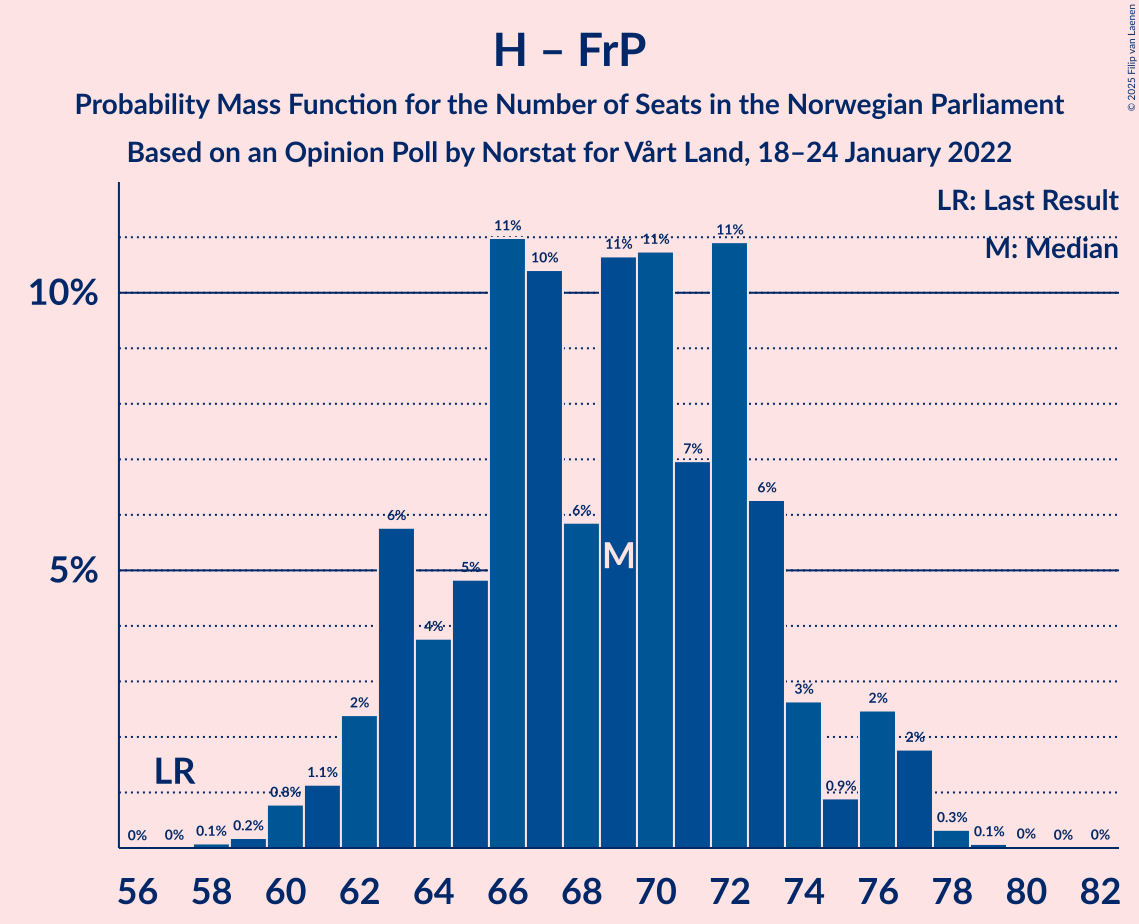 H – FrP
Probability Mass Function for the Number of Seats in the Norwegian Parliament
Based on an Opinion Poll by Norstat for Vårt Land, 18–24 January 2022
© 2025 Filip van Laenen
LR: Last Result
M: Median
10%
5%
0% 0% 0.1% 0.2% 0.8% 1.1% 2% 6% 4% 5% 11% 10% 6% 11% 11% 7% 11% 6% 3% 0.9% 2% 2% 0.3% 0.1% 0% 0% 0%
LR
M
56 58 60 62 64 66 68 70 72 74 76 78 80 82